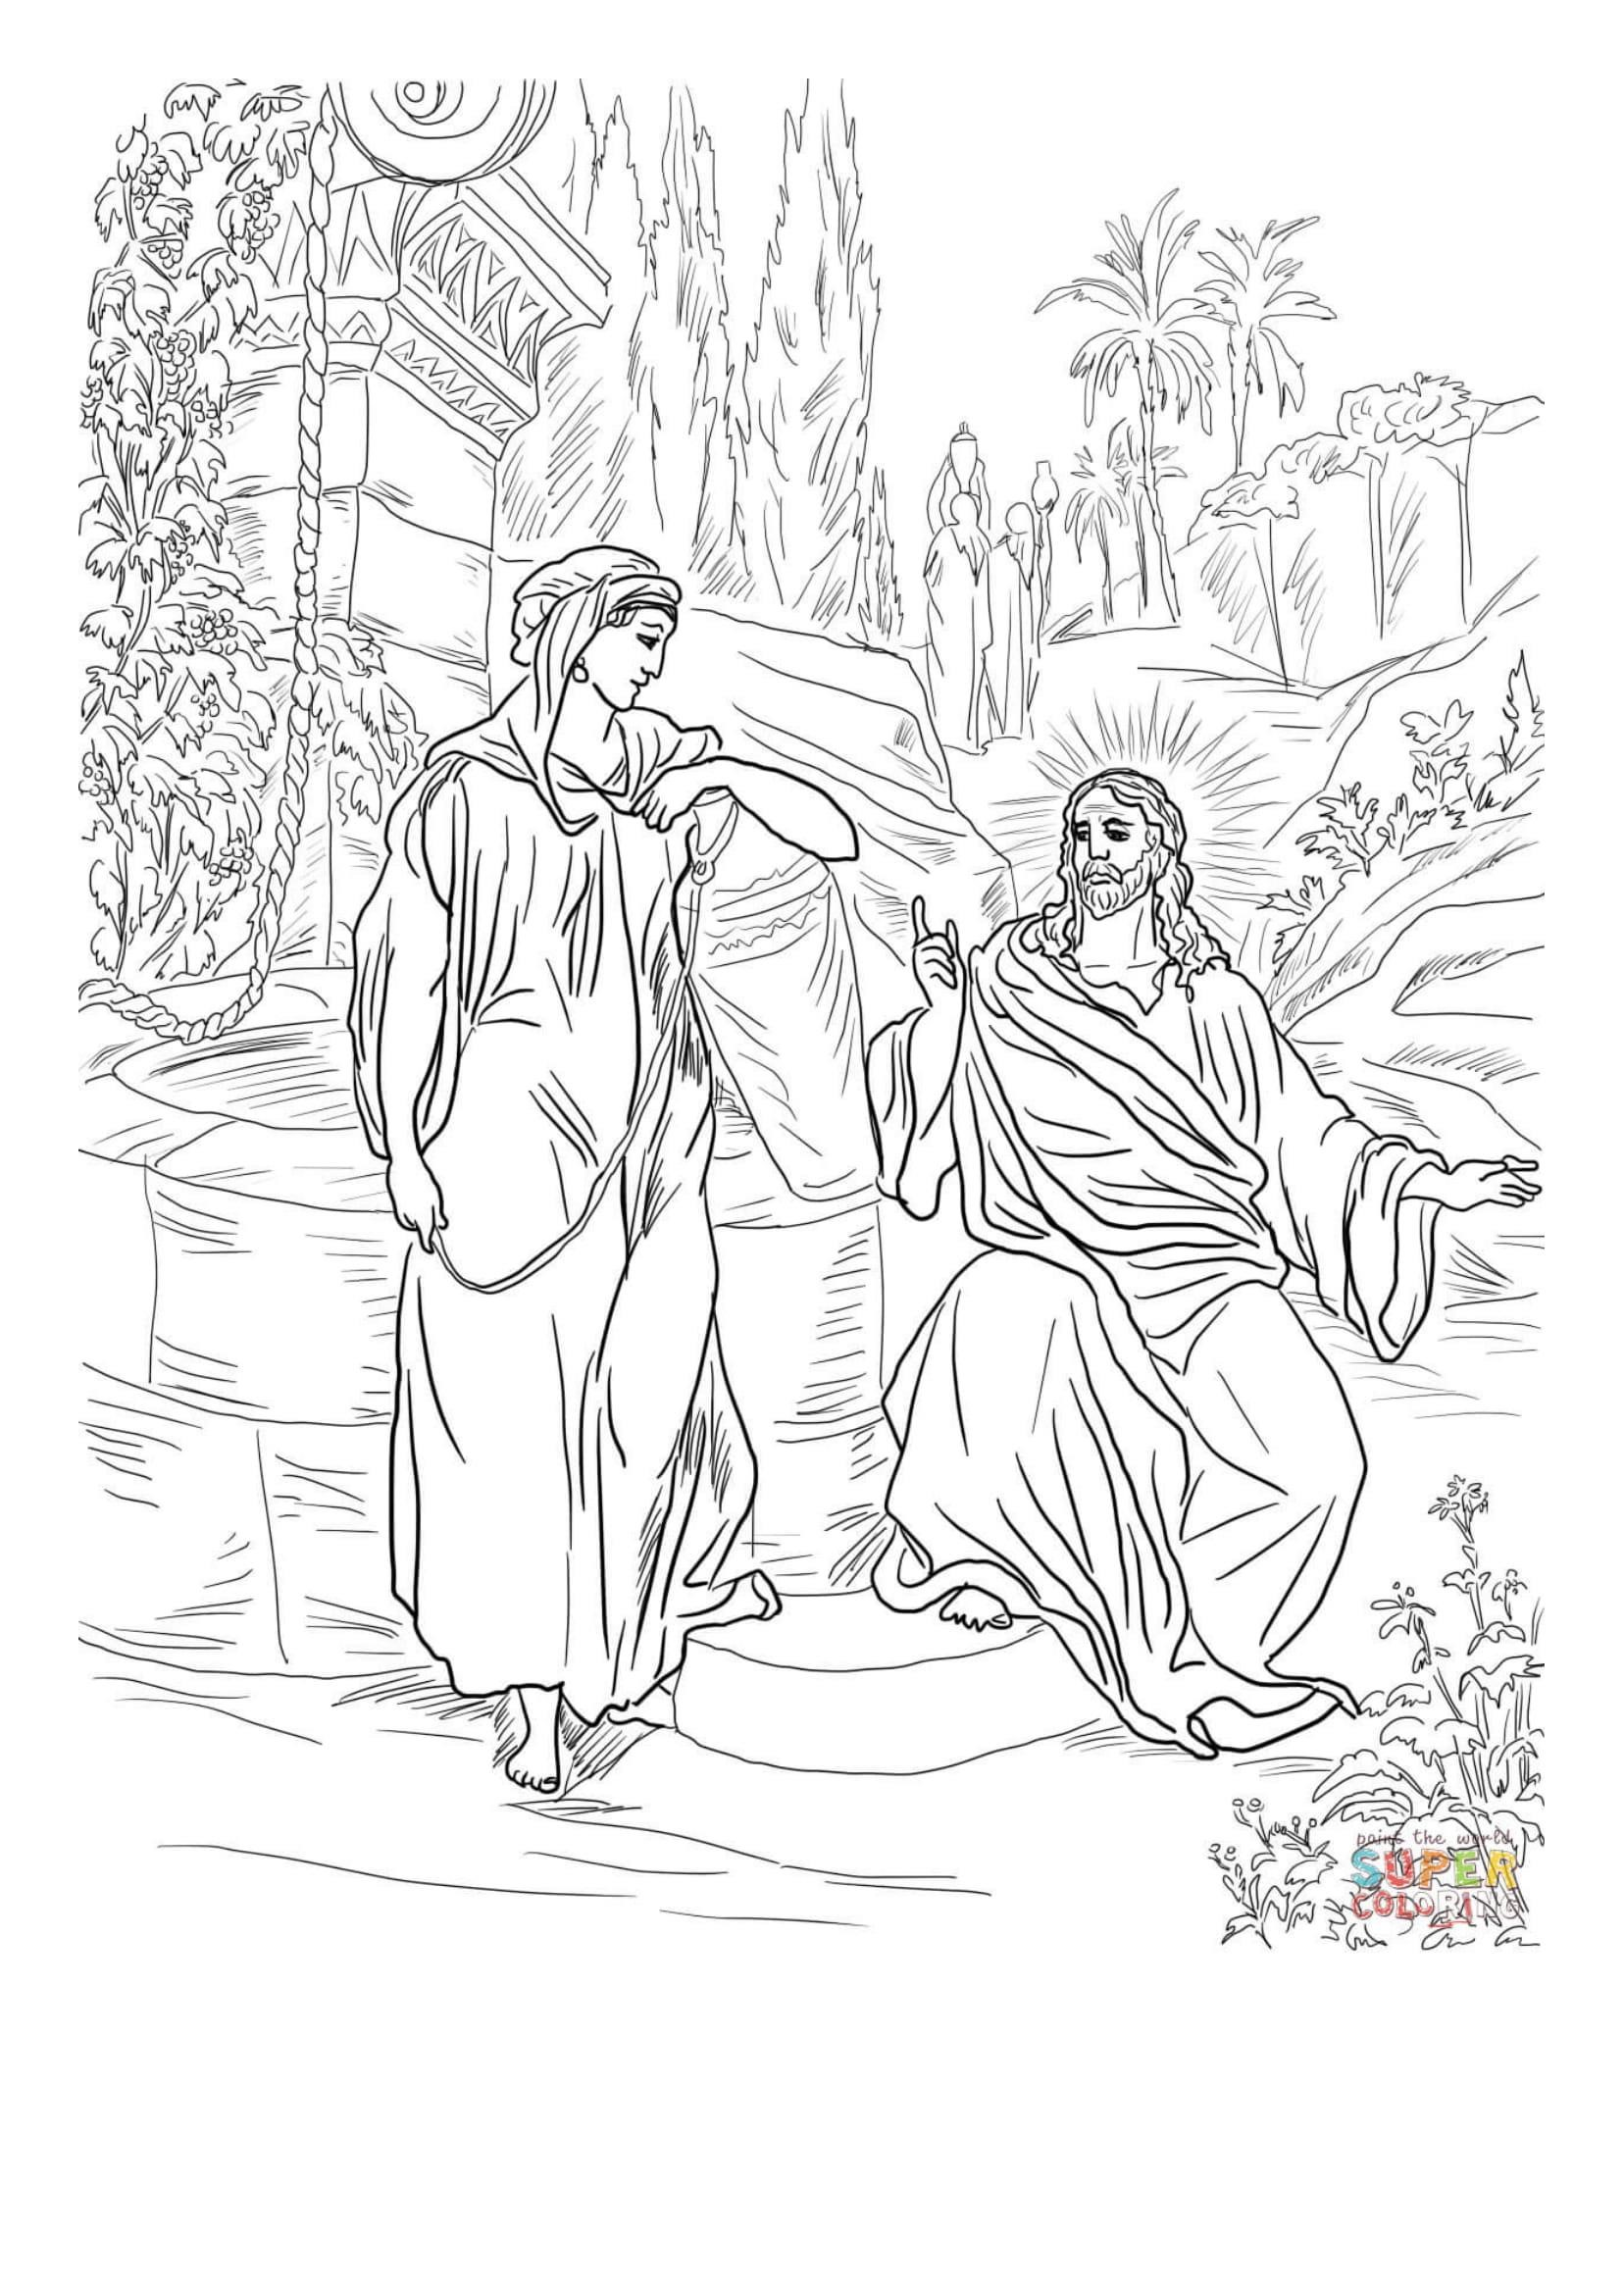 paint the world
SUPER
COLORING